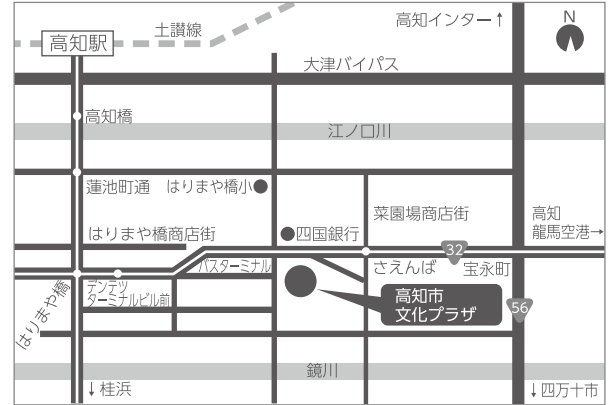 高知インター↑
N
土讃線
高知駅
大津バイパス
高知橋
江ノ口川
蓮池町通
はりまや橋小
菜園場商店街
高知
龍馬空港→
はりまや橋商店街
四国銀行
32
バスターミナル
さえんば
宝永町
デンテツ
ターミナルビル前
高知市
文化プラザ
56
はりまや橋
鏡川
↓桂浜
↓四万十市